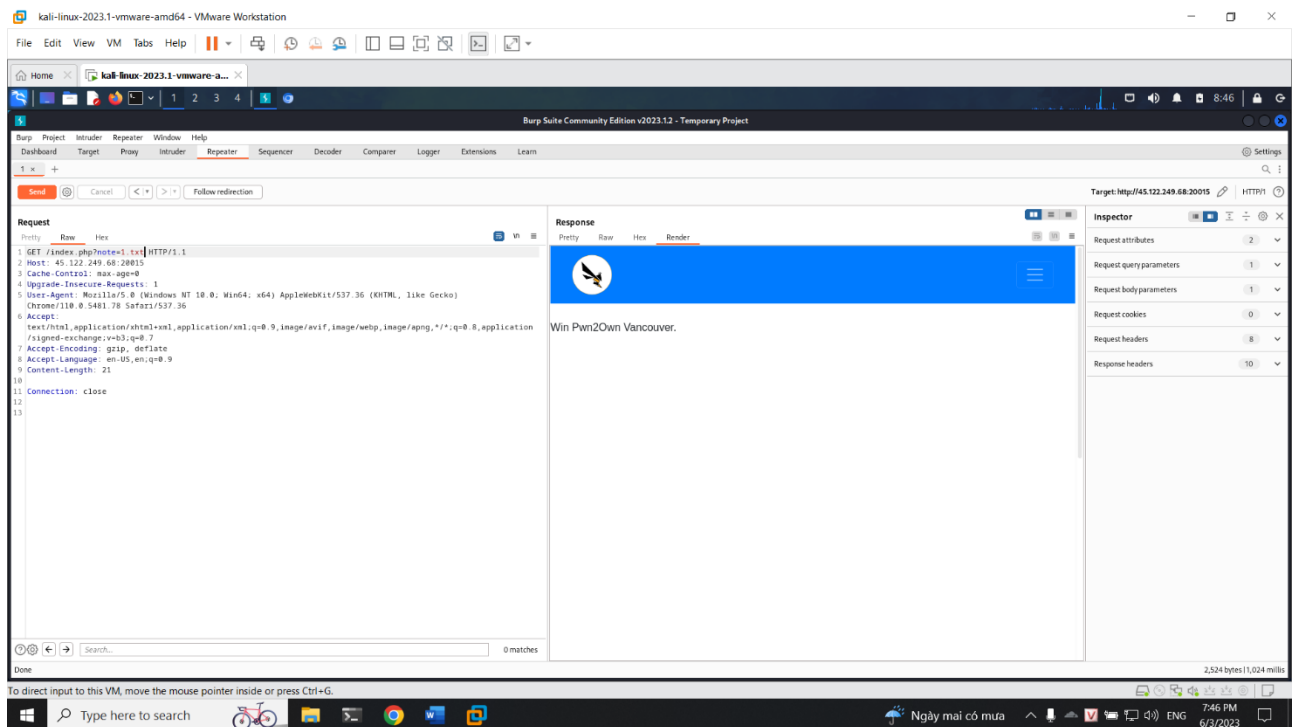 kali-linux-2023.1-vmware-amd64 - VMware Workstation
File Edit View VM Tabs Help
Home kali-linux-2023.1-vmware-a...
1 2 3 4 8:46
Burp Suite Community Edition v2023.1.2 - Temporary Project
Burp Project Intruder Repeater Window Help
Dashboard Target Proxy Intruder Repeater Sequencer Decoder Comparer Logger Extensions Learn
Settings
1 × +
Send Cancel Follow redirection Target: http://45.122.249.68:20015 HTTP/1
Request
Pretty Raw Hex
1 GET /index.php?note=1.txt HTTP/1.1
2 Host: 45.122.249.68:20015
3 Cache-Control: max-age=0
4 Upgrade-Insecure-Requests: 1
5 User-Agent: Mozilla/5.0 (Windows NT 10.0; Win64; x64) AppleWebKit/537.36 (KHTML, like Gecko)
Chrome/110.0.5481.78 Safari/537.36
6 Accept:
text/html,application/xhtml+xml,application/xml;q=0.9,image/avif,image/webp,image/apng,*/*;q=0.8,application
/signed-exchange;v=b3;q=0.7
7 Accept-Encoding: gzip, deflate
8 Accept-Language: en-US,en;q=0.9
9 Content-Length: 21
10
11 Connection: close
12
13
Search... 0 matches
Response
Pretty Raw Hex Render
Win Pwn2Own Vancouver.
Inspector
Request attributes 2
Request query parameters 1
Request body parameters 1
Request cookies 0
Request headers 8
Response headers 10
Done 2,524 bytes | 1,024 millis
To direct input to this VM, move the mouse pointer inside or press Ctrl+G.
Type here to search Ngày mai có mưa ENG 7:46 PM
6/3/2023